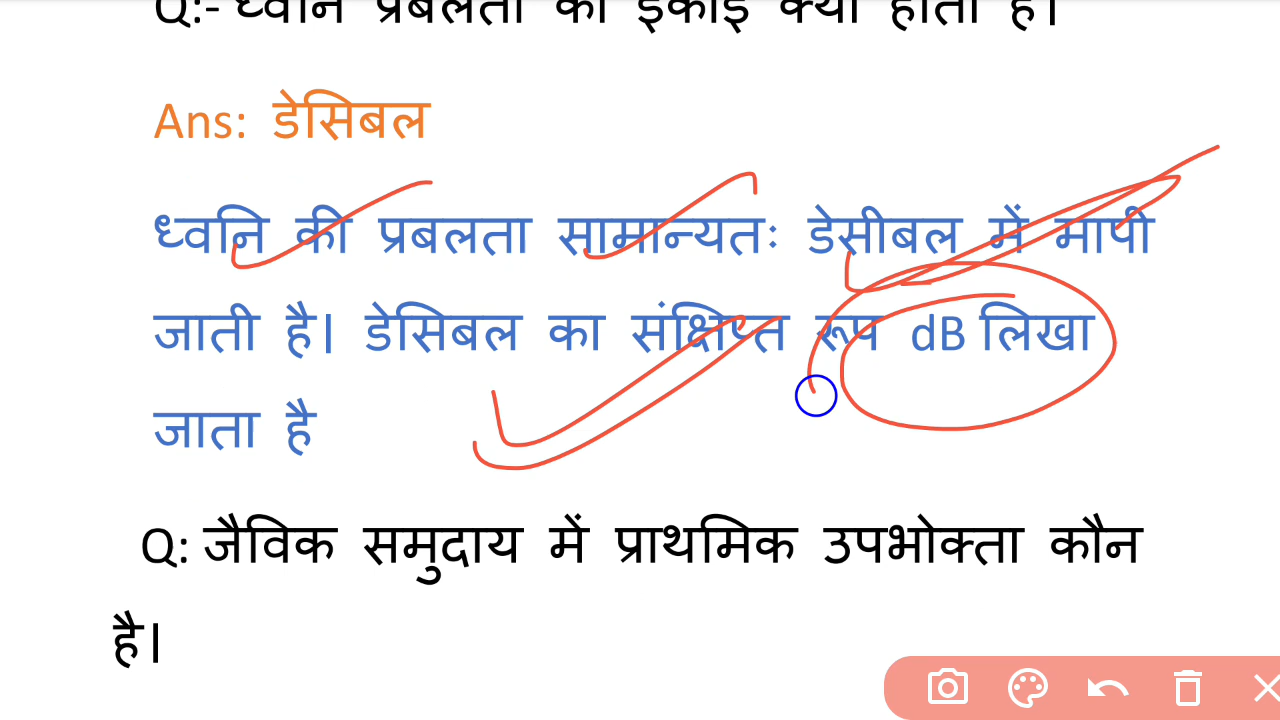 Q:- ध्वनि प्रबलता की इकाई क्या होती है।
Ans: डेसिबल
ध्वनि की प्रबलता सामान्यतः डेसीबल में मापी
जाती है। डेसिबल का संक्षिप्त रूप dB लिखा
जाता है
Q: जैविक समुदाय में प्राथमिक उपभोक्ता कौन
है।